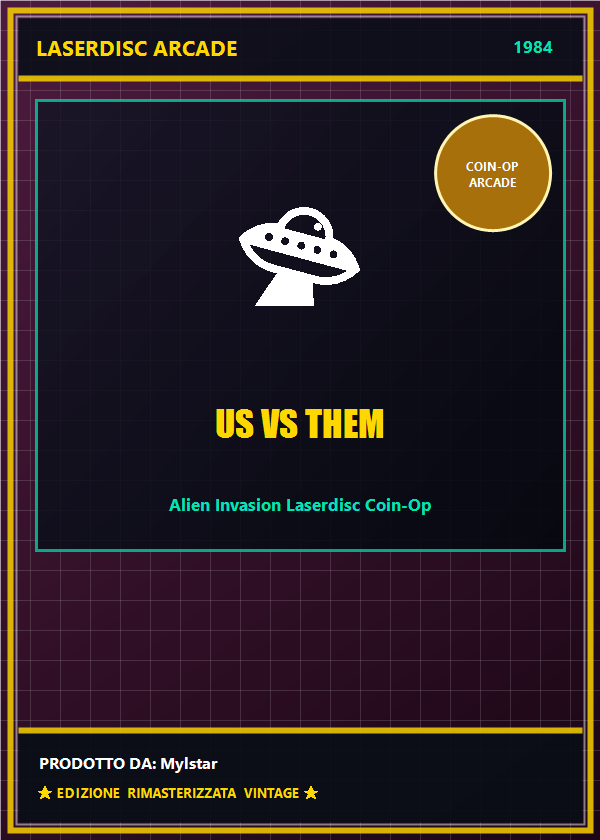 LASERDISC ARCADE
1984
COIN-OP
ARCADE
US VS THEM
Alien Invasion Laserdisc Coin-Op
PRODOTTO DA: Mylstar
★ EDIZIONE RIMASTERIZZATA VINTAGE ★